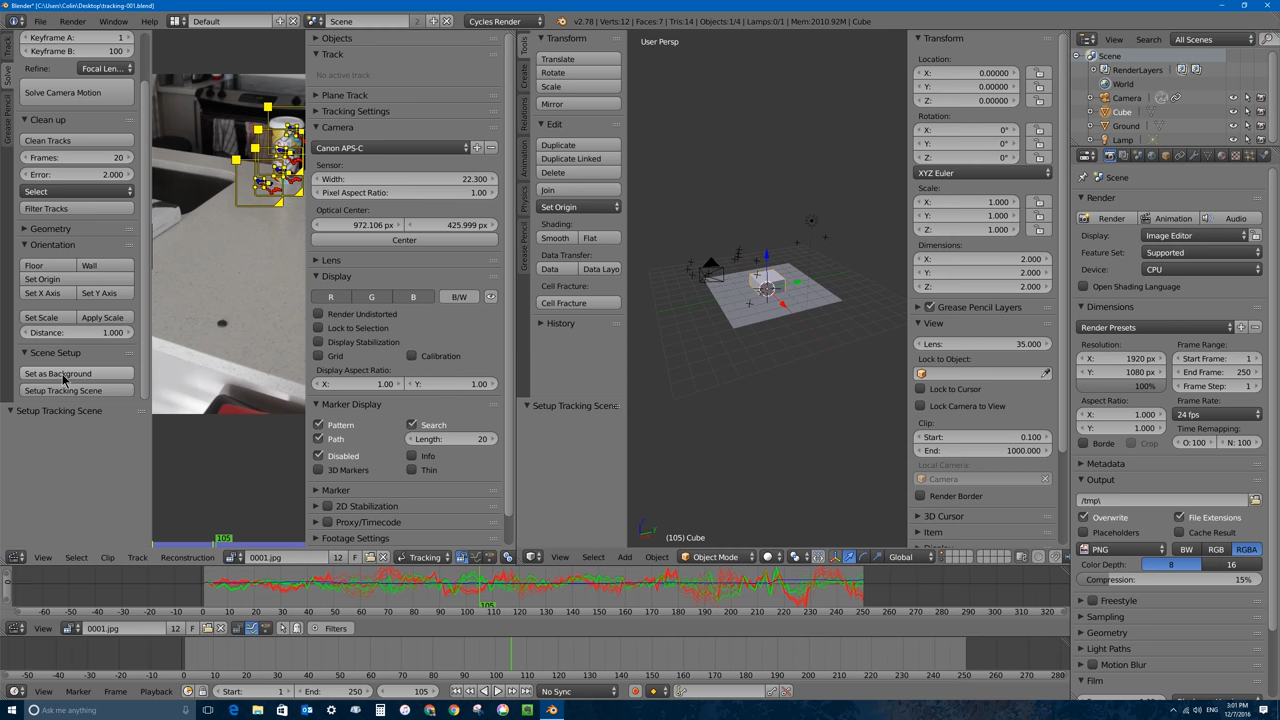 Blender* [C:\Users\Colin\Desktop\tracking-001.blend]
File Render Window Help Default Scene 2 Cycles Render v2.78 | Verts:12 | Faces:7 | Tris:14 | Objects:1/4 | Lamps:0/1 | Mem:2010.92M | Cube
Track
Solve
Grease Pencil
Keyframe A: 1
Keyframe B: 100
Refine: Focal Len...
Solve Camera Motion
Clean up
Clean Tracks
Frames: 20
Error: 2.000
Select
Filter Tracks
Geometry
Orientation
Floor Wall
Set Origin
Set X Axis Set Y Axis
Set Scale Apply Scale
Distance: 1.000
Scene Setup
Set as Background
Setup Tracking Scene
Setup Tracking Scene
105
Objects
Track
No active track
Plane Track
Tracking Settings
Camera
Canon APS-C
Sensor:
Width: 22.300
Pixel Aspect Ratio: 1.00
Optical Center:
972.106 px 425.999 px
Center
Lens
Display
R G B B/W
Render Undistorted
Lock to Selection
Display Stabilization
Grid Calibration
Display Aspect Ratio:
X: 1.00 Y: 1.00
Marker Display
Pattern Search
Path Length: 20
Disabled Info
3D Markers Thin
Marker
2D Stabilization
Proxy/Timecode
Footage Settings
Tools
Create
Relations
Animation
Physics
Grease Pencil
Transform
Translate
Rotate
Scale
Mirror
Edit
Duplicate
Duplicate Linked
Delete
Join
Set Origin
Smooth Flat
Data Transfer:
Data Data Layo
Cell Fracture:
Cell Fracture
History
Setup Tracking Scene
User Persp
(105) Cube
Transform
Location:
X: 0.00000
Y: 0.00000
Z: 0.00000
Rotation:
X: 0°
Y: 0°
Z: 0°
XYZ Euler
Scale:
X: 1.000
Y: 1.000
Z: 1.000
Dimensions:
X: 2.000
Y: 2.000
Z: 2.000
Grease Pencil Layers
View
Lens: 35.000
Lock to Object:
Lock to Cursor
Lock Camera to View
Clip:
Start: 0.100
End: 1000.000
Local Camera:
Camera
Render Border
3D Cursor
Item
View Search All Scenes
Scene
RenderLayers
World
Camera
Cube
Ground
Lamp
Scene
Render
Render Animation Audio
Display: Image Editor
Feature Set: Supported
Device: CPU
Open Shading Language
Dimensions
Render Presets
Resolution: Frame Range:
X: 1920 px Start Frame: 1
Y: 1080 px End Frame: 250
100% Frame Step: 1
Aspect Ratio: Frame Rate:
X: 1.000 24 fps
Y: 1.000 Time Remapping:
Borde Crop O: 100 N: 100
Metadata
Output
/tmp\
Overwrite File Extensions
Placeholders Cache Result
PNG BW RGB RGBA
Color Depth: 8 16
Compression: 15%
Freestyle
Sampling
Geometry
Light Paths
Motion Blur
Film
View Select Clip Track Reconstruction 0001.jpg 12 F Tracking
View Select Add Object Object Mode Global
105
-60 -50 -40 -30 -20 -10 0 10 20 30 40 50 60 70 80 90 100 110 120 130 140 150 160 170 180 190 200 210 220 230 240 250 260 270 280 290 300 310 320
View 0001.jpg 12 F Filters
-50 -40 -30 -20 -10 0 10 20 30 40 50 60 70 80 90 100 110 120 130 140 150 160 170 180 190 200 210 220 230 240 250 260 270 280
View Marker Frame Playback Start: 1 End: 250 105 No Sync
Ask me anything
3:01 PM
12/7/2016